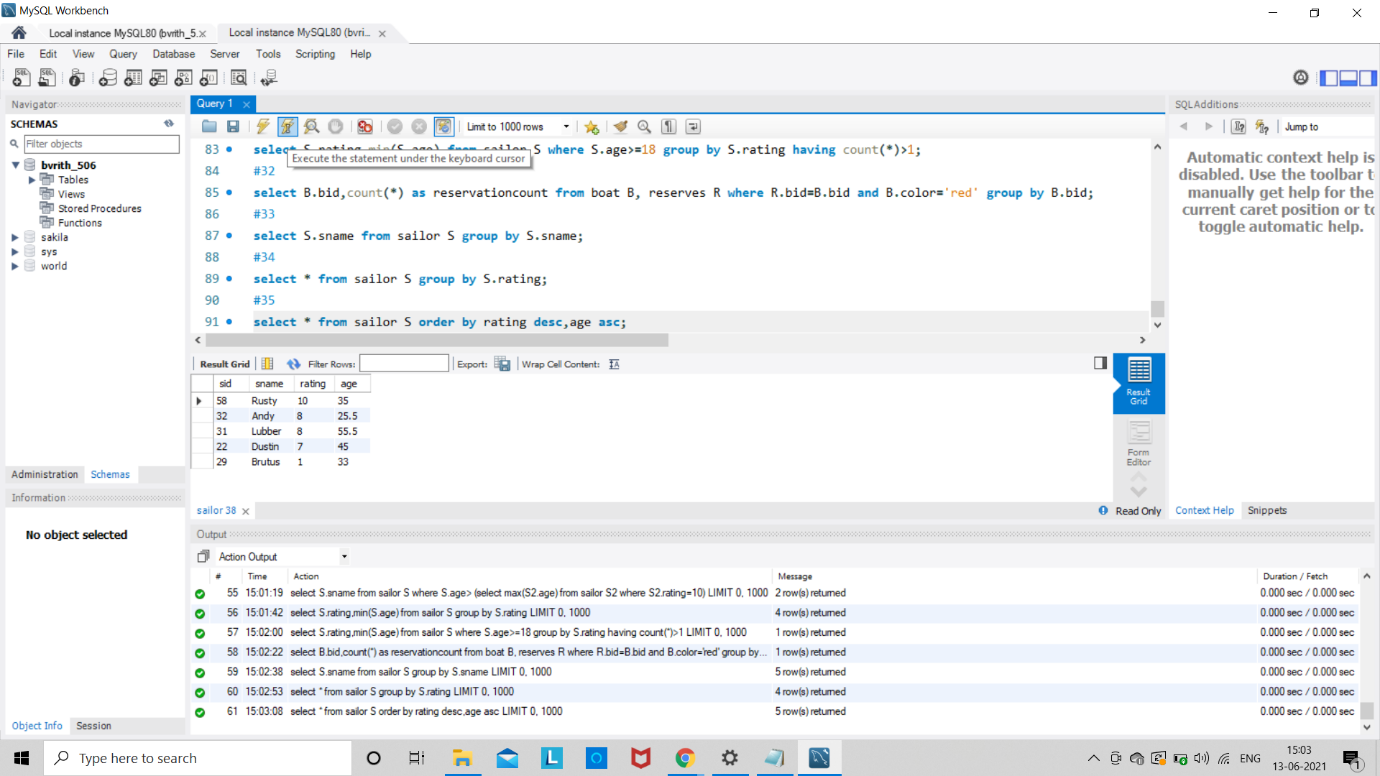 MySQL Workbench
Local instance MySQL80 (bvrith_5.x
Local instance MySQL80 (bvri... x
File Edit View Query Database Server Tools Scripting Help
Navigator
SCHEMAS
Filter objects
bvrith_506
Tables
Views
Stored Procedures
Functions
sakila
sys
world
Administration Schemas
Information
No object selected
Object Info Session
Query 1 x
Limit to 1000 rows
83 select S.rating,min(S.age) from sailor S where S.age>=18 group by S.rating having count(*)>1;
Execute the statement under the keyboard cursor
84 #32
85 select B.bid,count(*) as reservationcount from boat B, reserves R where R.bid=B.bid and B.color='red' group by B.bid;
86 #33
87 select S.sname from sailor S group by S.sname;
88 #34
89 select * from sailor S group by S.rating;
90 #35
91 select * from sailor S order by rating desc,age asc;
Result Grid Filter Rows: Export: Wrap Cell Content:
sid sname rating age
58 Rusty 10 35
32 Andy 8 25.5
31 Lubber 8 55.5
22 Dustin 7 45
29 Brutus 1 33
Result
Grid
Form
Editor
sailor 38 x
Read Only
SQLAdditions
Jump to
Automatic context help is
disabled. Use the toolbar t
manually get help for the
current caret position or to
toggle automatic help.
Context Help Snippets
Output
Action Output
# Time Action Message Duration / Fetch
55 15:01:19 select S.sname from sailor S where S.age> (select max(S2.age) from sailor S2 where S2.rating=10) LIMIT 0, 1000 2 row(s) returned 0.000 sec / 0.000 sec
56 15:01:42 select S.rating,min(S.age) from sailor S group by S.rating LIMIT 0, 1000 4 row(s) returned 0.000 sec / 0.000 sec
57 15:02:00 select S.rating,min(S.age) from sailor S where S.age>=18 group by S.rating having count(*)>1 LIMIT 0, 1000 1 row(s) returned 0.000 sec / 0.000 sec
58 15:02:22 select B.bid,count(*) as reservationcount from boat B, reserves R where R.bid=B.bid and B.color='red' group by... 1 row(s) returned 0.000 sec / 0.000 sec
59 15:02:38 select S.sname from sailor S group by S.sname LIMIT 0, 1000 5 row(s) returned 0.000 sec / 0.000 sec
60 15:02:53 select * from sailor S group by S.rating LIMIT 0, 1000 4 row(s) returned 0.000 sec / 0.000 sec
61 15:03:08 select * from sailor S order by rating desc,age asc LIMIT 0, 1000 5 row(s) returned 0.000 sec / 0.000 sec
Type here to search
L
ENG
15:03
13-06-2021
1